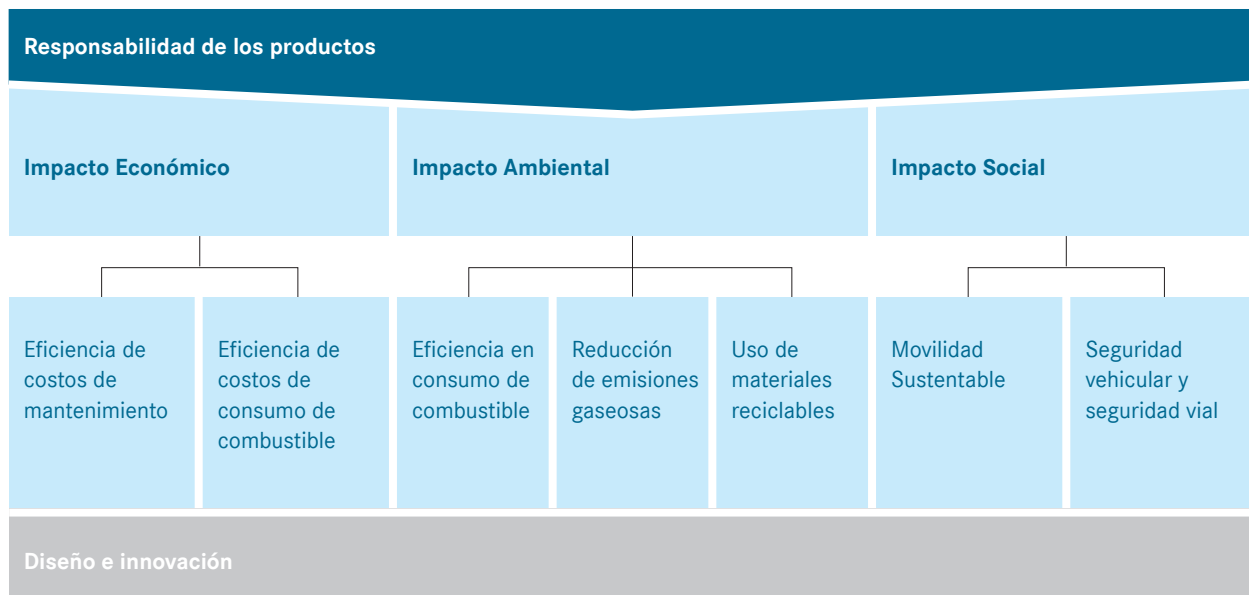 Responsabilidad de los productos
Impacto Económico
Impacto Ambiental
Impacto Social
Eficiencia de
costos de
mantenimiento
Eficiencia de
costos de
consumo de
combustible
Eficiencia en
consumo de
combustible
Reducción
de emisiones
gaseosas
Uso de
materiales
reciclables
Movilidad
Sustentable
Seguridad
vehicular y
seguridad vial
Diseño e innovación